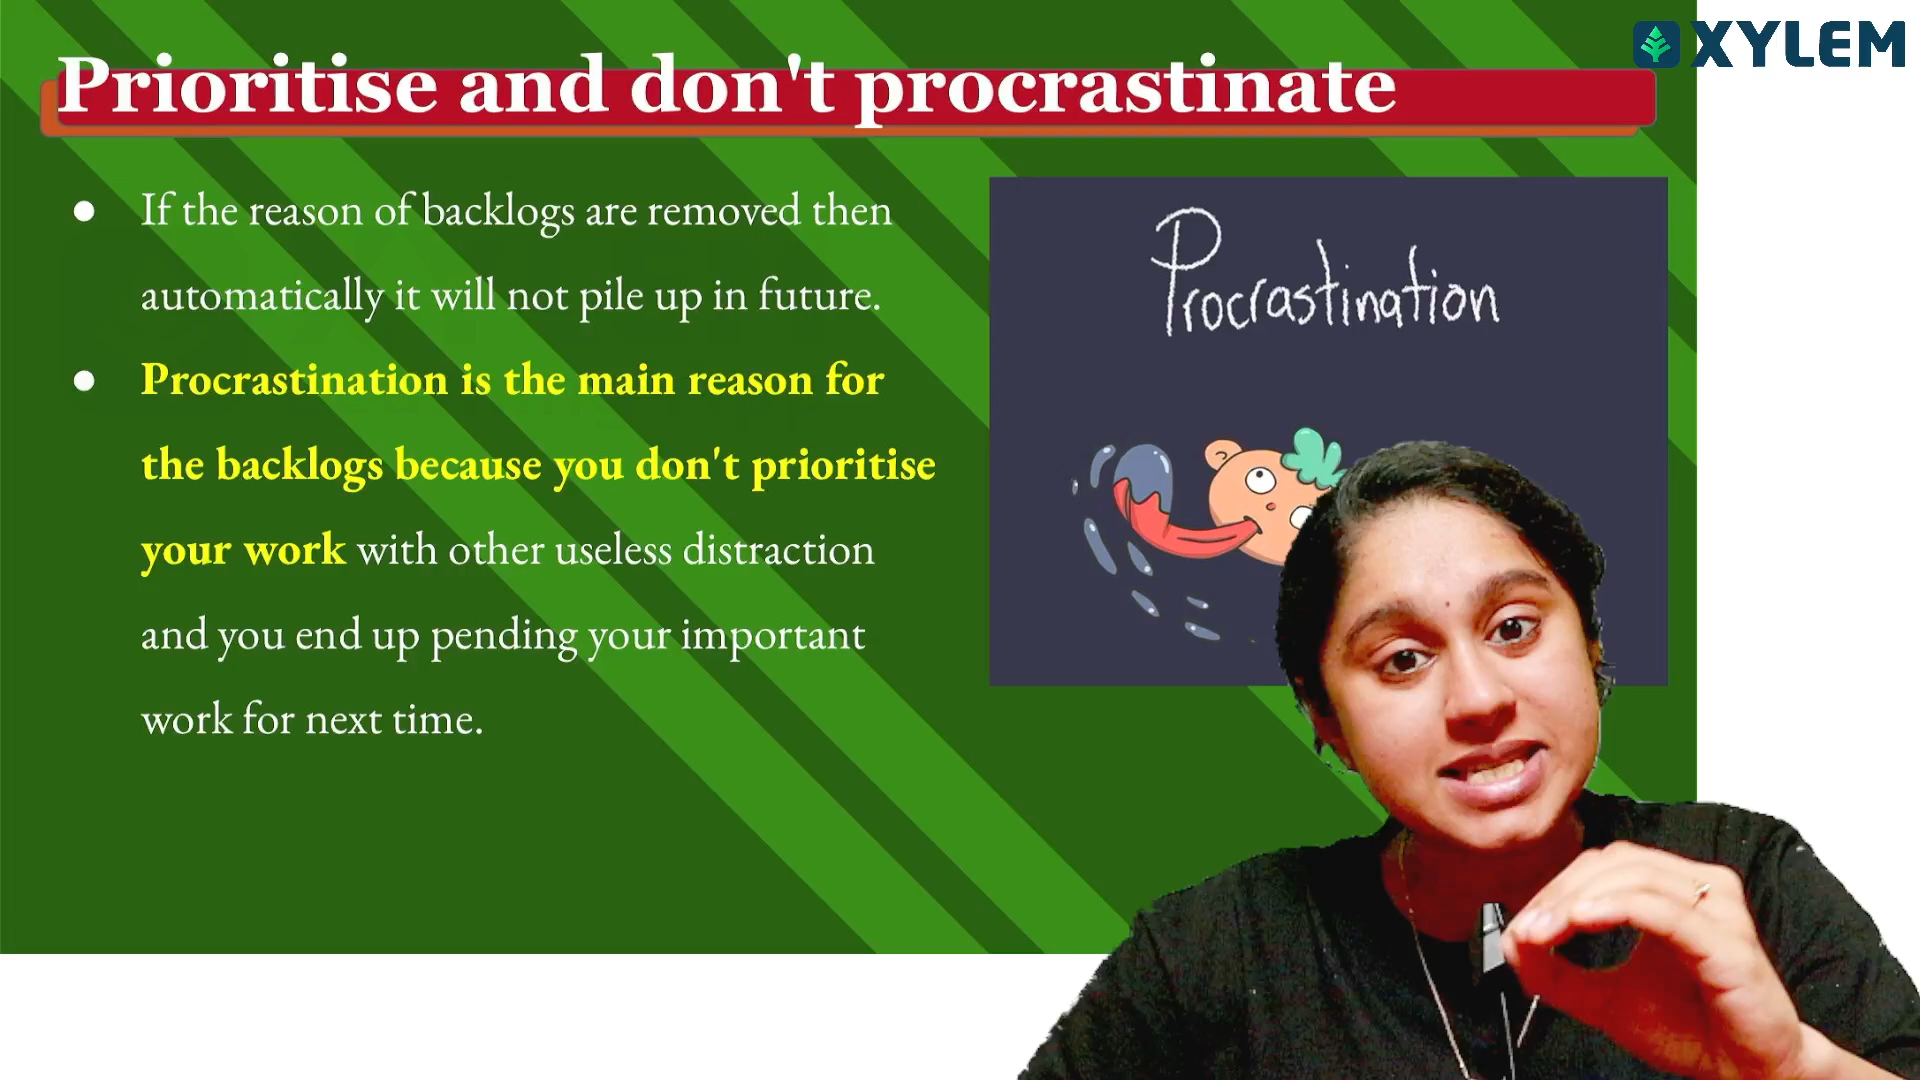 XYLEM
Prioritise and don't procrastinate
● If the reason of backlogs are removed then
automatically it will not pile up in future.
● Procrastination is the main reason for
the backlogs because you don't prioritise
your work with other useless distraction
and you end up pending your important
work for next time.
Procrastination